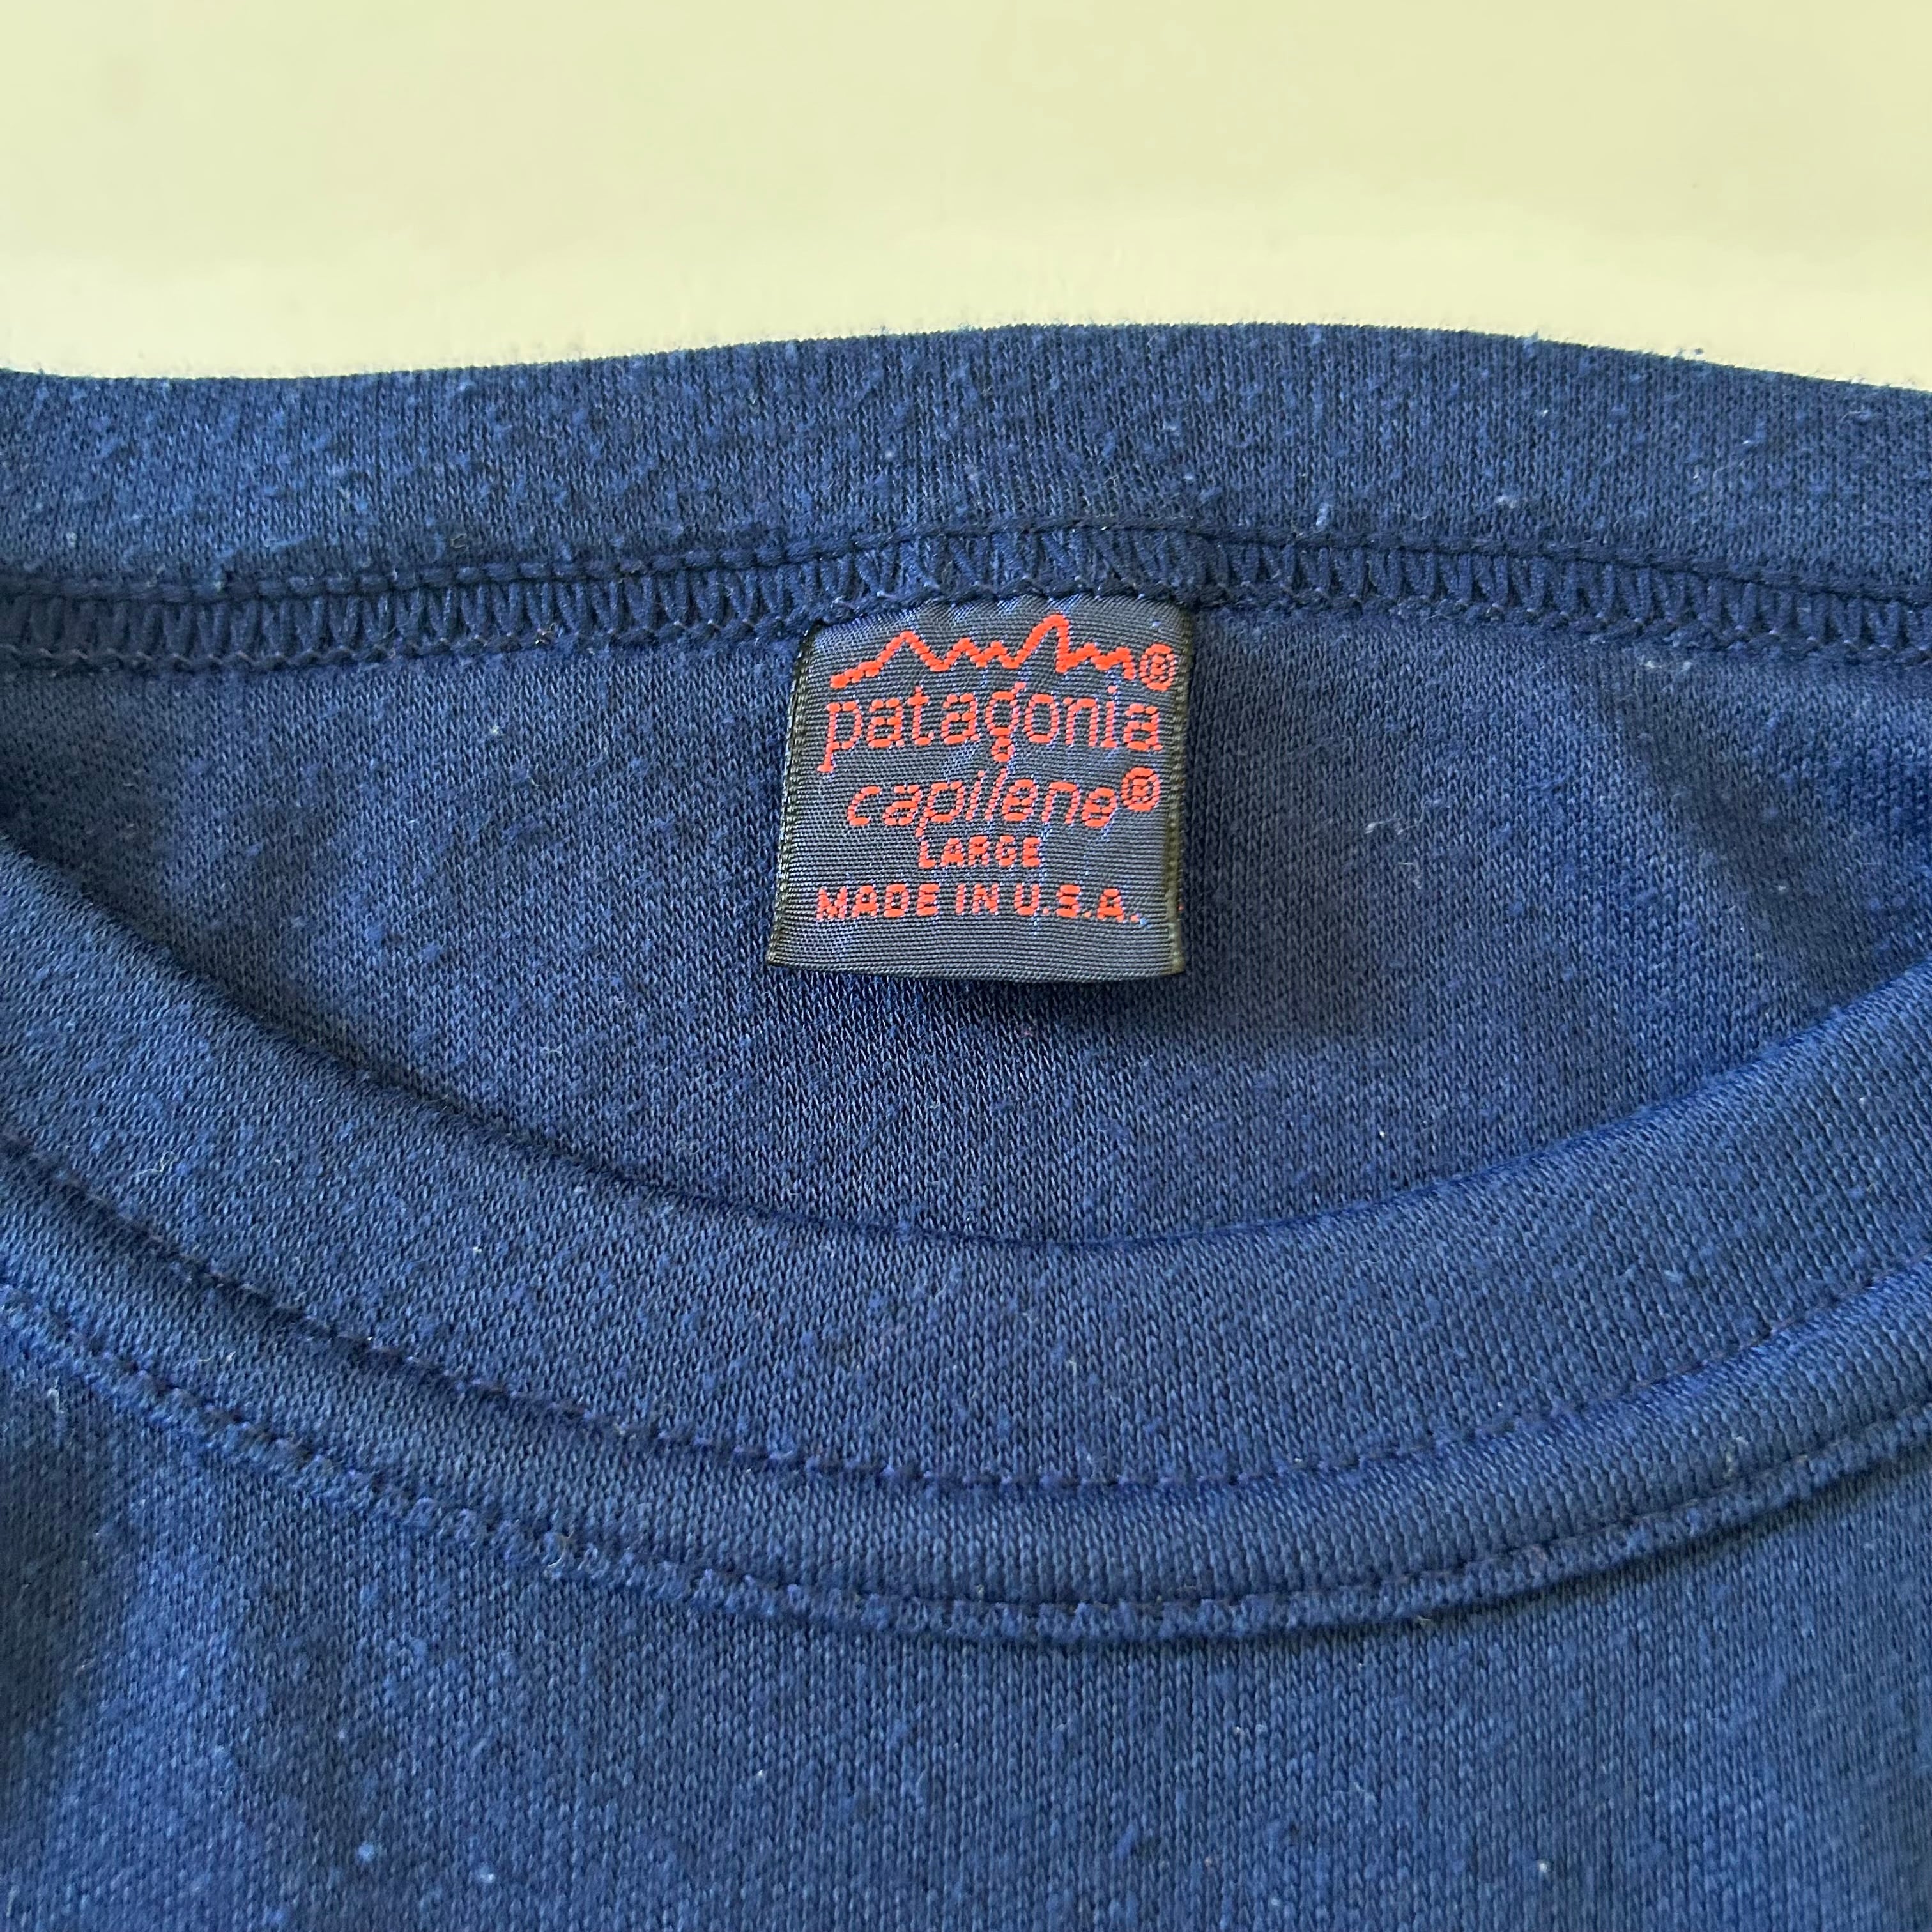 patagonia
capilene®
LARGE
MADE IN U.S.A.